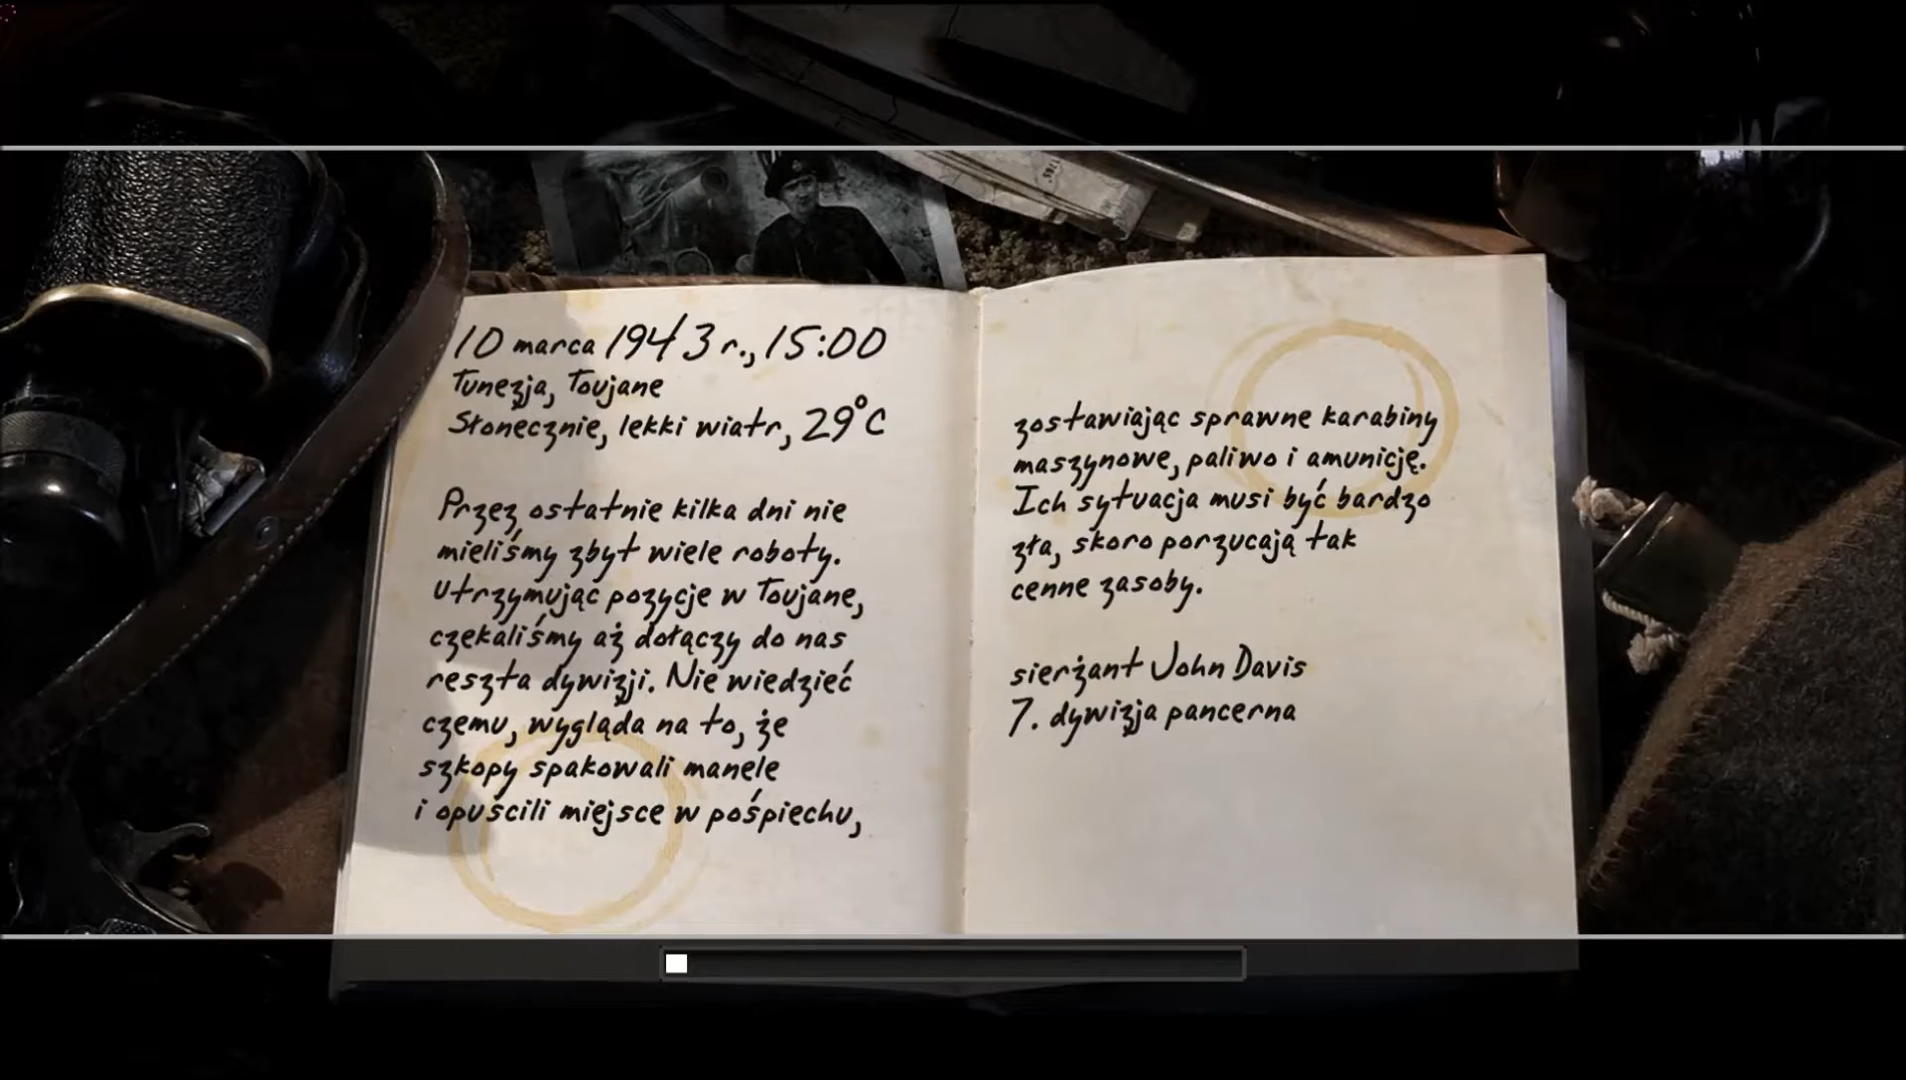 10 marca 1943 r., 15:00
Tunezja, Toujane
Słonecznie, lekki wiatr, 29°C
Przez ostatnie kilka dni nie
mieliśmy zbyt wiele roboty.
Utrzymując pozycje w Toujane,
czekaliśmy aż dołączy do nas
reszta dywizji. Nie wiedzieć
czemu, wygląda na to, że
szkopy spakowali manele
i opuścili miejsce w pośpiechu,
zostawiając sprawne karabiny
maszynowe, paliwo i amunicję.
Ich sytuacja musi być bardzo
zła, skoro porzucają tak
cenne zasoby.
sierżant John Davis
7. dywizja pancerna